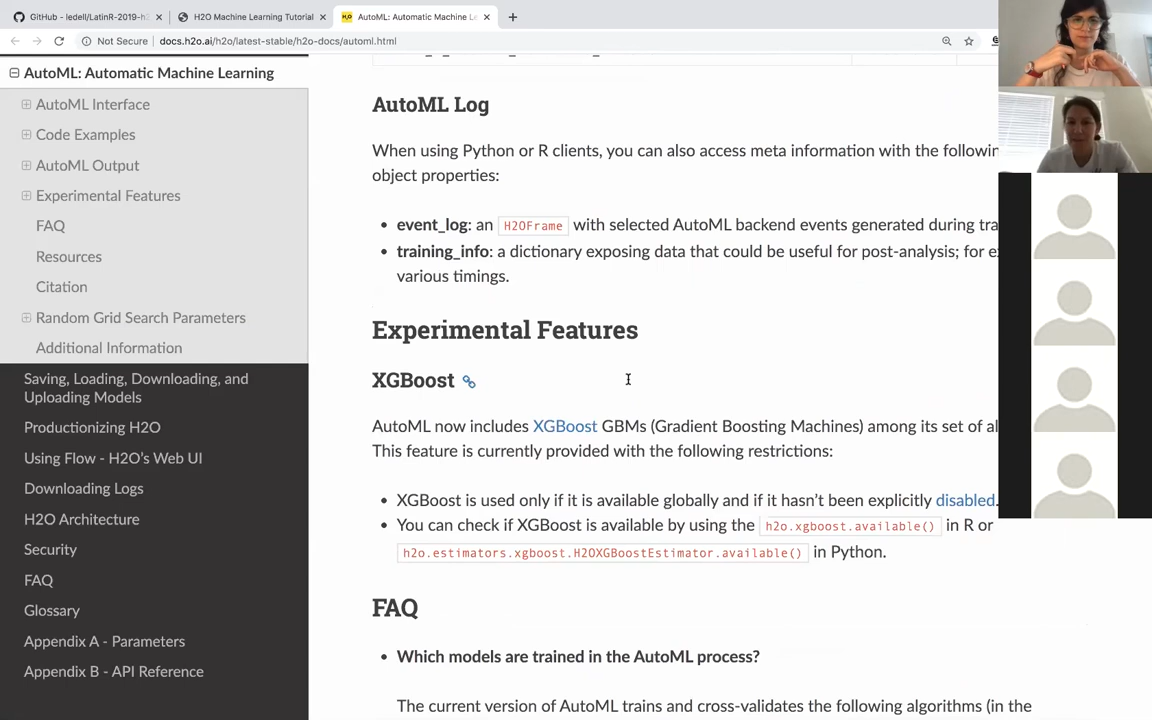 GitHub - ledell/LatinR-2019-h2
H2O Machine Learning Tutorial
AutoML: Automatic Machine Le
Not Secure docs.h2o.ai/h2o/latest-stable/h2o-docs/automl.html
AutoML: Automatic Machine Learning
AutoML Interface
Code Examples
AutoML Output
Experimental Features
FAQ
Resources
Citation
Random Grid Search Parameters
Additional Information
Saving, Loading, Downloading, and
Uploading Models
Productionizing H2O
Using Flow - H2O's Web UI
Downloading Logs
H2O Architecture
Security
FAQ
Glossary
Appendix A - Parameters
Appendix B - API Reference
AutoML Log
When using Python or R clients, you can also access meta information with the followin
object properties:
• event_log: an H2OFrame with selected AutoML backend events generated during tra
• training_info: a dictionary exposing data that could be useful for post-analysis; for e
various timings.
Experimental Features
XGBoost
AutoML now includes XGBoost GBMs (Gradient Boosting Machines) among its set of al
This feature is currently provided with the following restrictions:
• XGBoost is used only if it is available globally and if it hasn't been explicitly disabled.
• You can check if XGBoost is available by using the h2o.xgboost.available() in R or
h2o.estimators.xgboost.H2OXGBoostEstimator.available() in Python.
FAQ
• Which models are trained in the AutoML process?
The current version of AutoML trains and cross-validates the following algorithms (in the